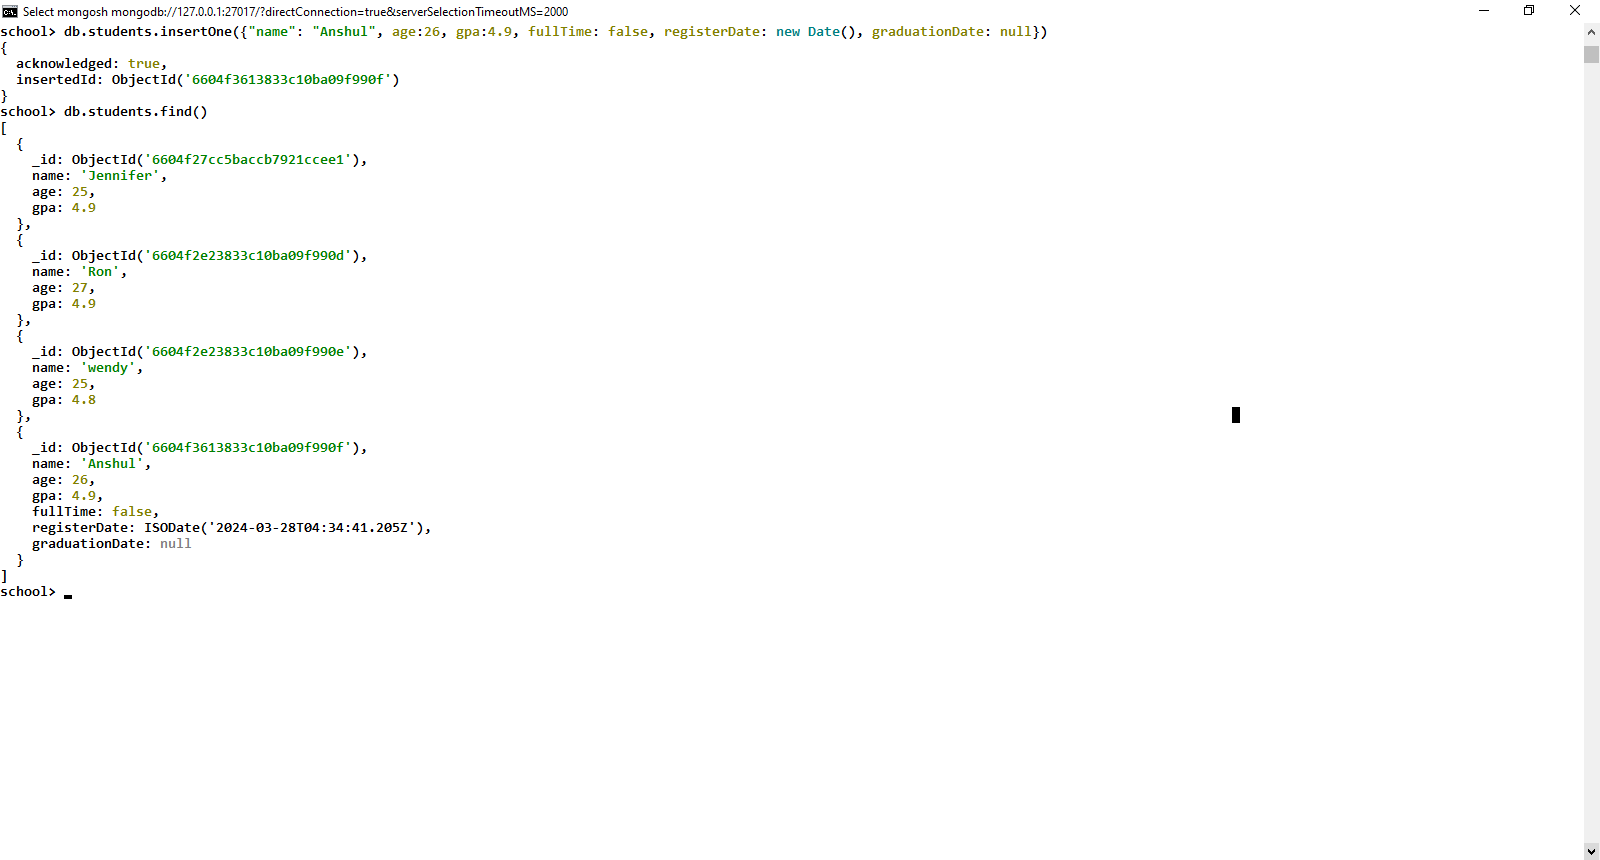 Select mongosh mongodb://127.0.0.1:27017/?directConnection=true&serverSelectionTimeoutMS=2000
school> db.students.insertOne({"name": "Anshul", age:26, gpa:4.9, fullTime: false, registerDate: new Date(), graduationDate: null})
{
  acknowledged: true,
  insertedId: ObjectId('6604f3613833c10ba09f990f')
}
school> db.students.find()
[
  {
    _id: ObjectId('6604f27cc5baccb7921ccee1'),
    name: 'Jennifer',
    age: 25,
    gpa: 4.9
  },
  {
    _id: ObjectId('6604f2e23833c10ba09f990d'),
    name: 'Ron',
    age: 27,
    gpa: 4.9
  },
  {
    _id: ObjectId('6604f2e23833c10ba09f990e'),
    name: 'wendy',
    age: 25,
    gpa: 4.8
  },
  {
    _id: ObjectId('6604f3613833c10ba09f990f'),
    name: 'Anshul',
    age: 26,
    gpa: 4.9,
    fullTime: false,
    registerDate: ISODate('2024-03-28T04:34:41.205Z'),
    graduationDate: null
  }
]
school>